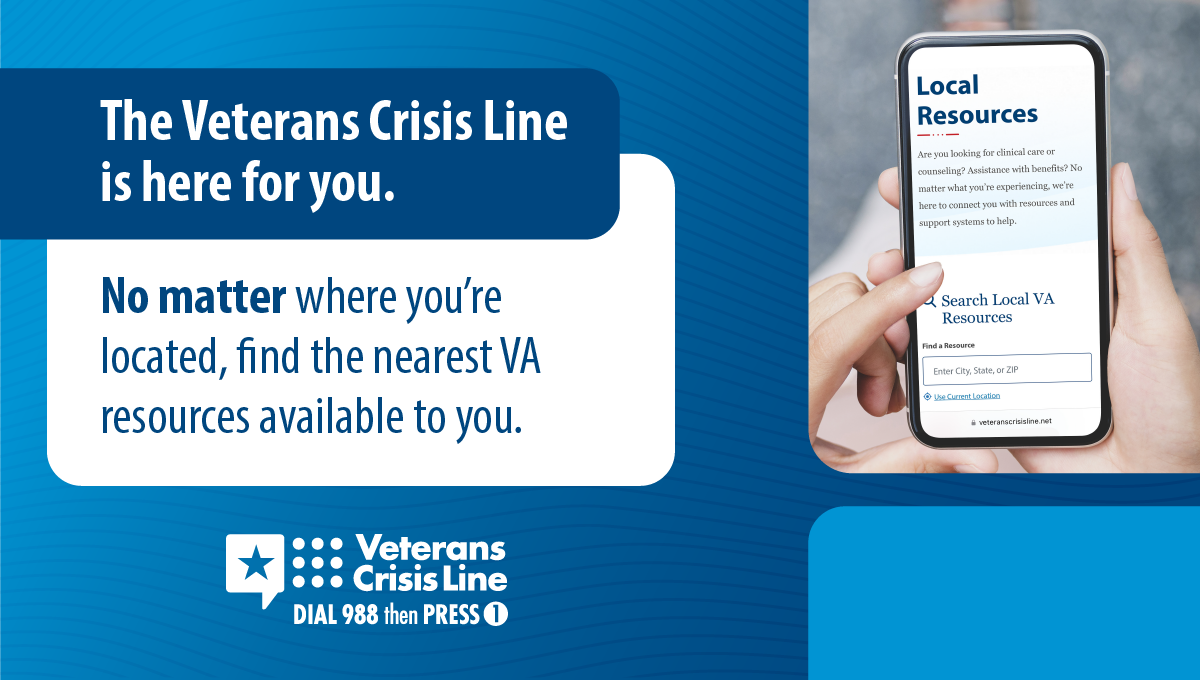 The Veterans Crisis Line
is here for you.
No matter where you’re
located, find the nearest VA
resources available to you.
Veterans
Crisis Line
DIAL 988 then PRESS 1
Local
Resources
Are you looking for clinical care or
counseling? Assistance with benefits? No
matter what you’re experiencing, we’re
here to connect you with resources and
support systems to help.
Search Local VA
Resources
Find a Resource
Enter City, State, or ZIP
Use Current Location
veteranscrisisline.net